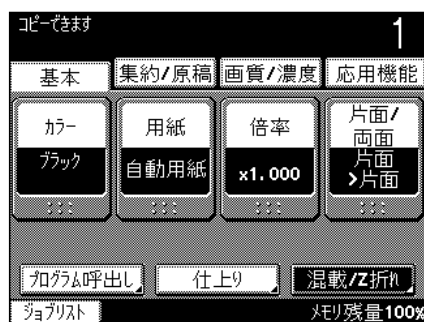 コピーできます
1
基本 集約/原稿 画質/濃度 応用機能
カラー
ブラック
用紙
自動用紙
倍率
x1.000
片面/
両面
片面
>片面
プログラム呼出し 仕上り 混載/Z折れ
ジョブリスト メモリ残量100%